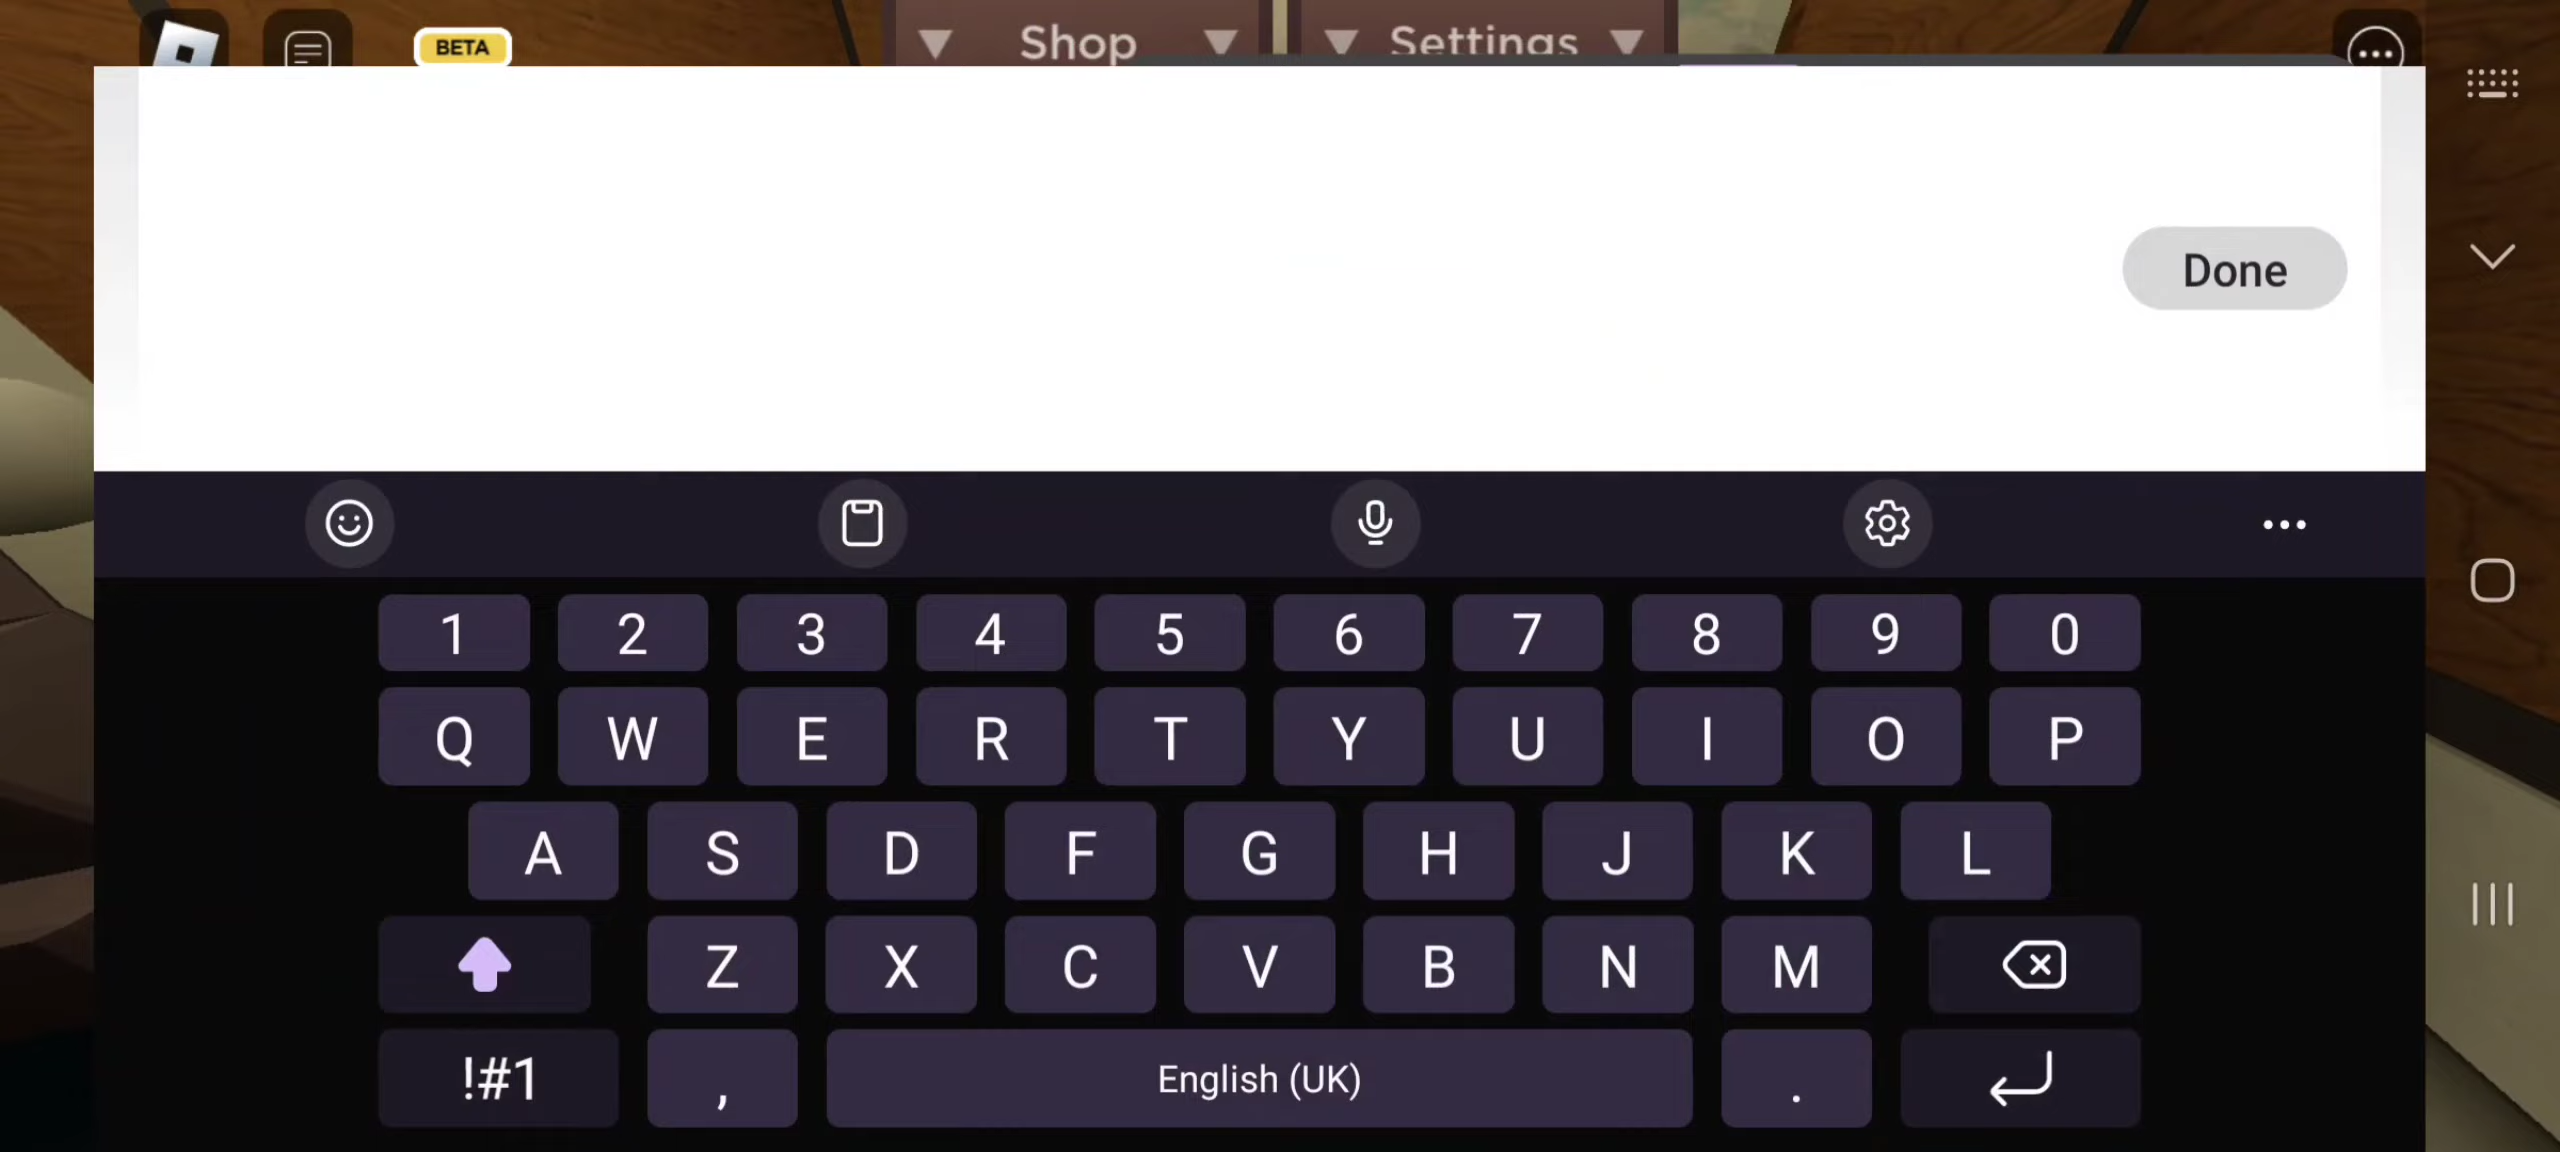 BETA
Shop
Settings
Done
1 2 3 4 5 6 7 8 9 0
Q W E R T Y U I O P
A S D F G H J K L
Z X C V B N M
!#1 , English (UK) .